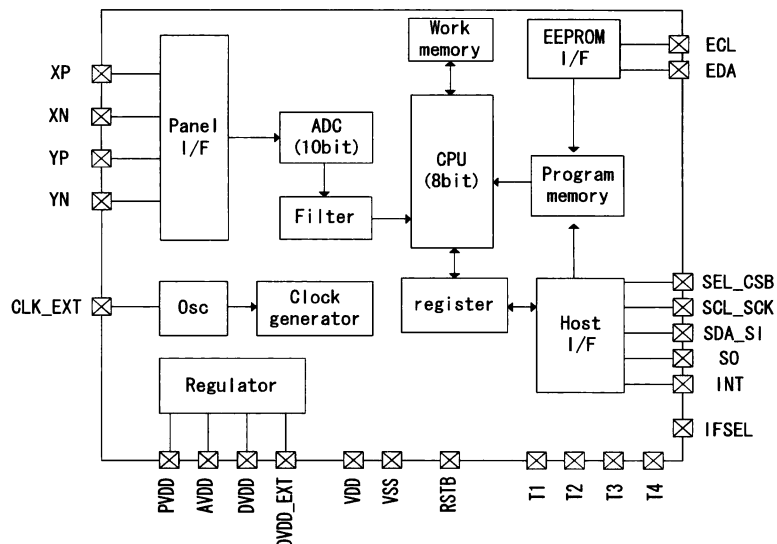 Work
memory
EEPROM
I/F
ECL
EDA
XP
XN
YP
YN
Panel
I/F
ADC
(10bit)
Filter
CPU
(8bit)
Program
memory
CLK_EXT
Osc
Clock
generator
register
Host
I/F
SEL_CSB
SCL_SCK
SDA_SI
SO
INT
IFSEL
Regulator
PVDD
AVDD
DVDD
DVDD_EXT
VDD
VSS
RSTB
T1
T2
T3
T4